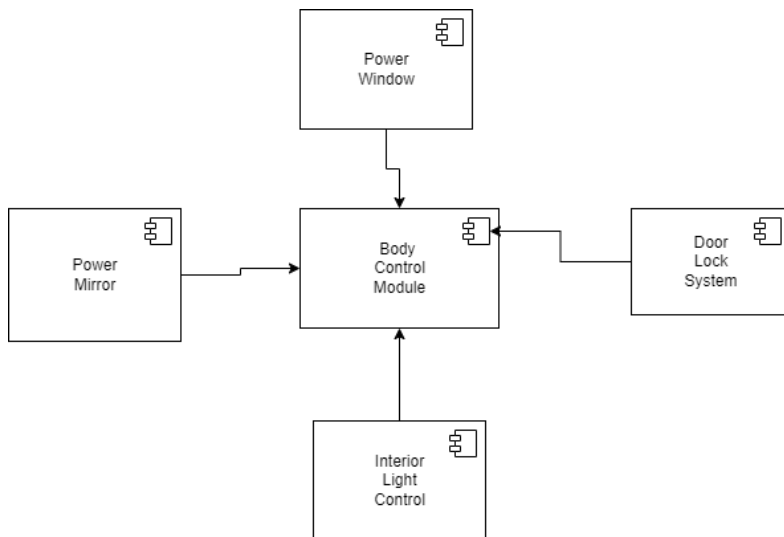 Power
Window
Power
Mirror
Body
Control
Module
Door
Lock
System
Interior
Light
Control